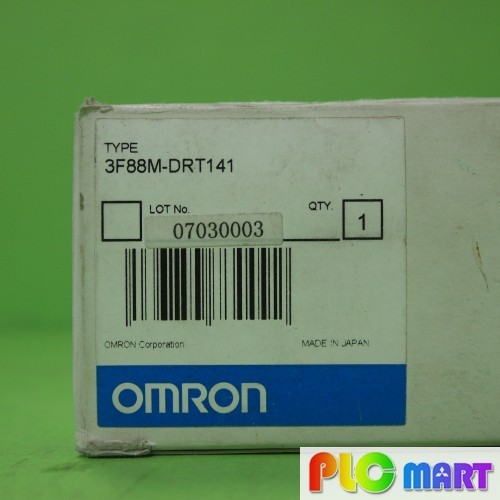 TYPE
3F88M-DRT141
LOT No. QTY.
07030003 1
OMRON Corporation MADE IN JAPAN
OMRON
PLC mart